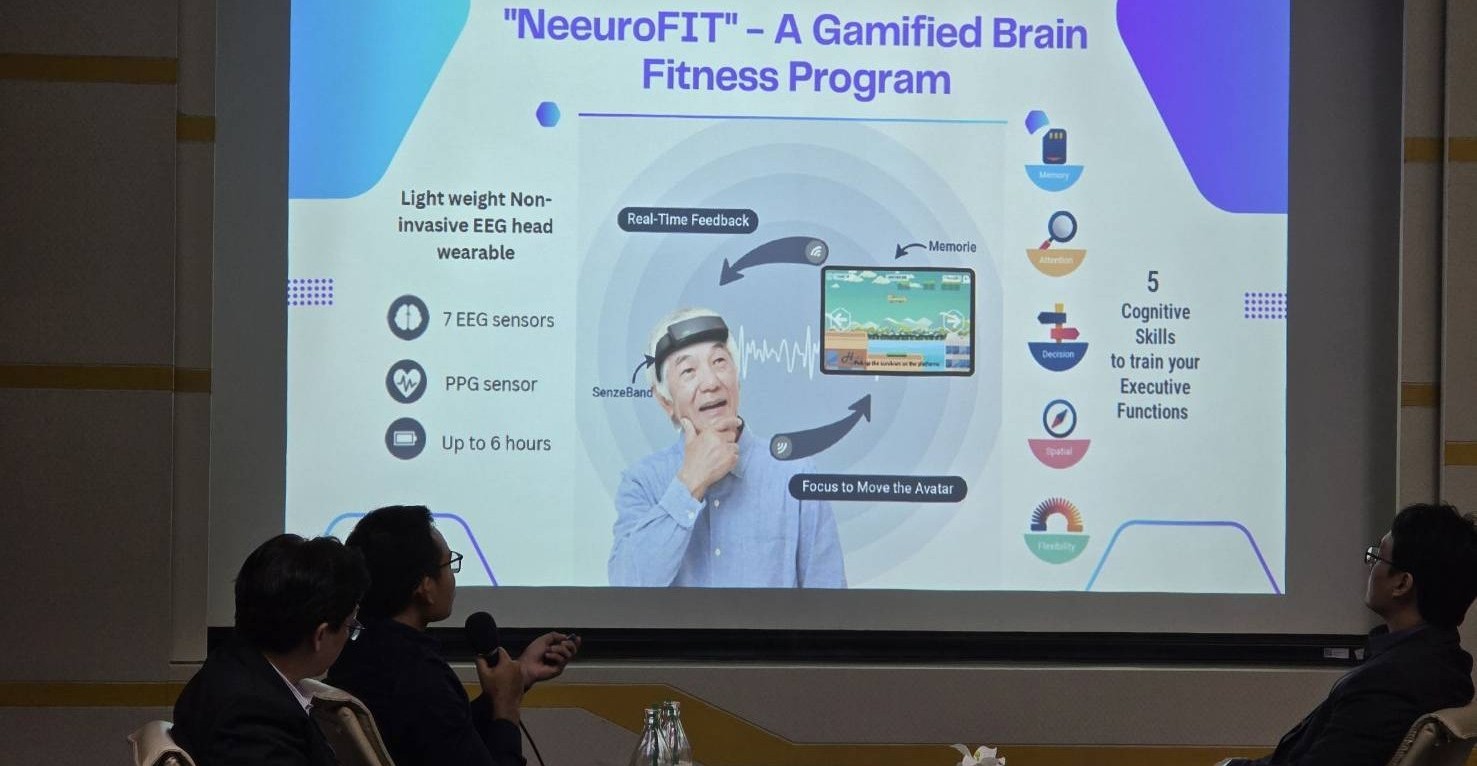 "NeeuroFIT" – A Gamified Brain
Fitness Program
Light weight Non-
invasive EEG head
wearable
7 EEG sensors
PPG sensor
Up to 6 hours
Real-Time Feedback
Memorie
SenzeBand
Focus to Move the Avatar
Memory
Attention
Decision
Spatial
Flexibility
5
Cognitive
Skills
to train your
Executive
Functions